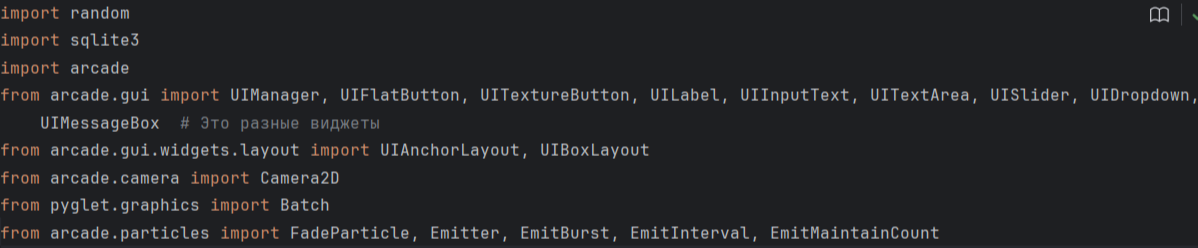 import random
import sqlite3
import arcade
from arcade.gui import UIManager, UIFlatButton, UITextureButton, UILabel, UIInputText, UITextArea, UISlider, UIDropdown,
    UIMessageBox  # Это разные виджеты
from arcade.gui.widgets.layout import UIAnchorLayout, UIBoxLayout
from arcade.camera import Camera2D
from pyglet.graphics import Batch
from arcade.particles import FadeParticle, Emitter, EmitBurst, EmitInterval, EmitMaintainCount